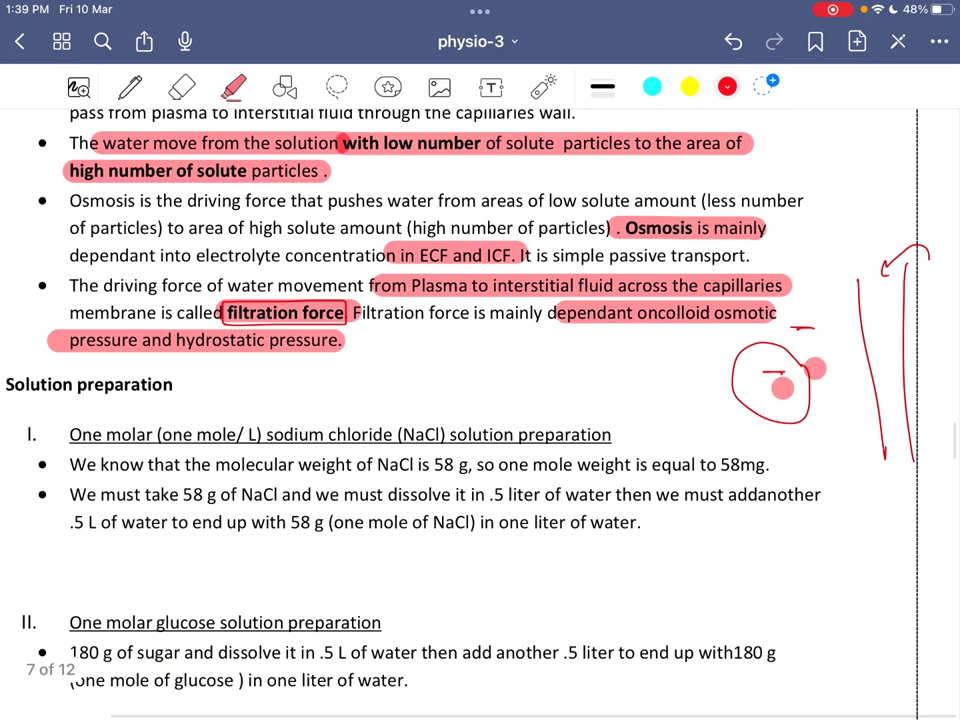 1:39 PM Fri 10 Mar
48%
physio-3
pass from plasma to interstitial fluid through the capillaries wall.
• The water move from the solution with low number of solute particles to the area of
high number of solute particles .
• Osmosis is the driving force that pushes water from areas of low solute amount (less number
of particles) to area of high solute amount (high number of particles) . Osmosis is mainly
dependant into electrolyte concentration in ECF and ICF. It is simple passive transport.
• The driving force of water movement from Plasma to interstitial fluid across the capillaries
membrane is called filtration force. Filtration force is mainly dependant oncolloid osmotic
pressure and hydrostatic pressure.
Solution preparation
I. One molar (one mole/ L) sodium chloride (NaCl) solution preparation
• We know that the molecular weight of NaCl is 58 g, so one mole weight is equal to 58mg.
• We must take 58 g of NaCl and we must dissolve it in .5 liter of water then we must addanother
.5 L of water to end up with 58 g (one mole of NaCl) in one liter of water.
II. One molar glucose solution preparation
• 180 g of sugar and dissolve it in .5 L of water then add another .5 liter to end up with180 g
7 of 12
(one mole of glucose ) in one liter of water.